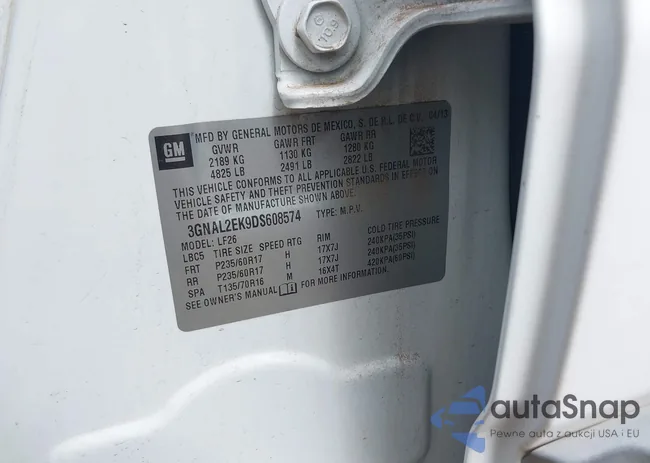 10.9
GM
MFD BY GENERAL MOTORS DE MEXICO, S. DE R.L. DE C.V. 04/13
GVWR GAWR FRT GAWR RR
2189 KG 1130 KG 1280 KG
4825 LB 2491 LB 2822 LB
THIS VEHICLE CONFORMS TO ALL APPLICABLE U.S. FEDERAL MOTOR
VEHICLE SAFETY AND THEFT PREVENTION STANDARDS IN EFFECT ON
THE DATE OF MANUFACTURE SHOWN ABOVE.
3GNAL2EK9DS608574 TYPE: M.P.V.
MODEL: LF26
LBC5 TIRE SIZE SPEED RTG RIM COLD TIRE PRESSURE
FRT P235/60R17 H 17X7J 240KPA(35PSI)
RR P235/60R17 H 17X7J 240KPA(35PSI)
SPA T135/70R16 M 16X4T 420KPA(60PSI)
SEE OWNER'S MANUAL FOR MORE INFORMATION.
autaSnap
Pewne auta z aukcji USA i EU